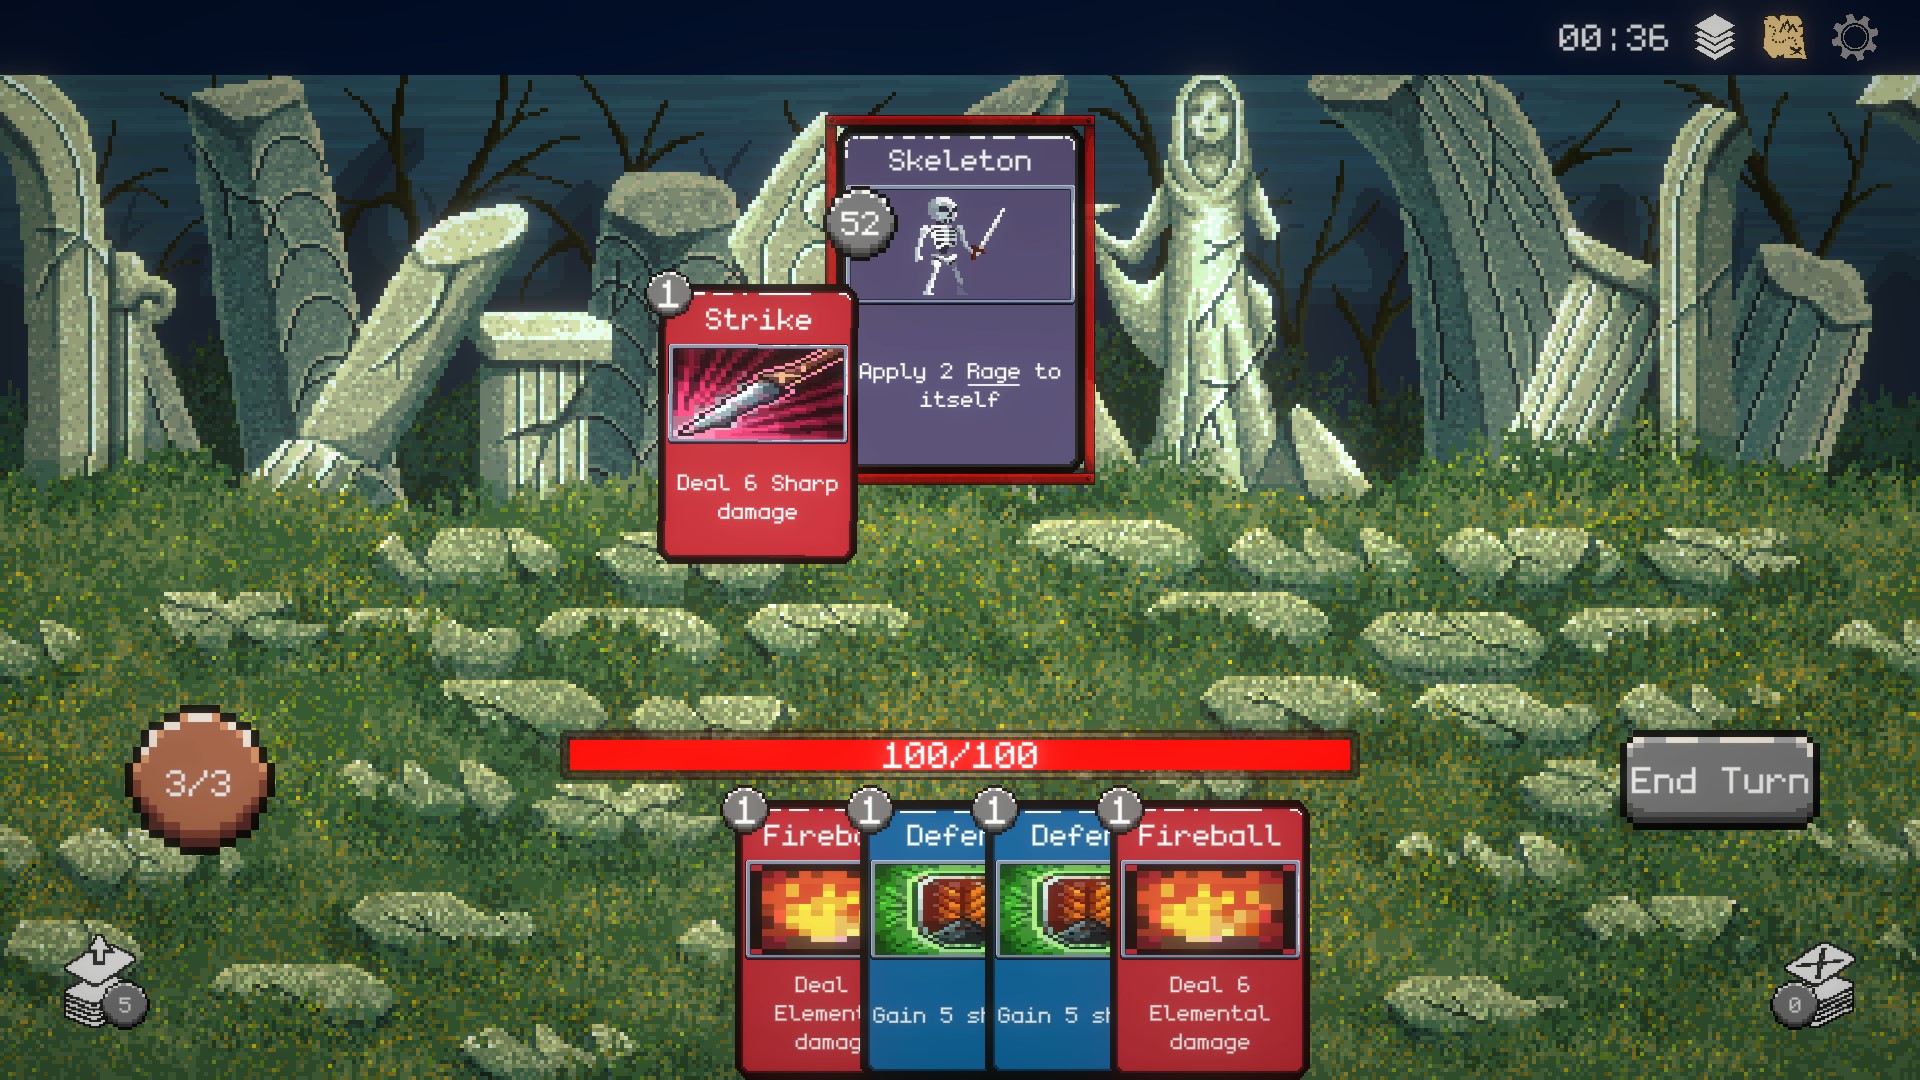 00:36
Skeleton
52
Apply 2 Rage to
itself
1
Strike
Deal 6 Sharp
damage
3/3
100/100
End Turn
1
Fireb
Deal
Element
damag
1
Defe
Gain 5 s
1
Defe
Gain 5 s
1
Fireball
Deal 6
Elemental
damage
5
0